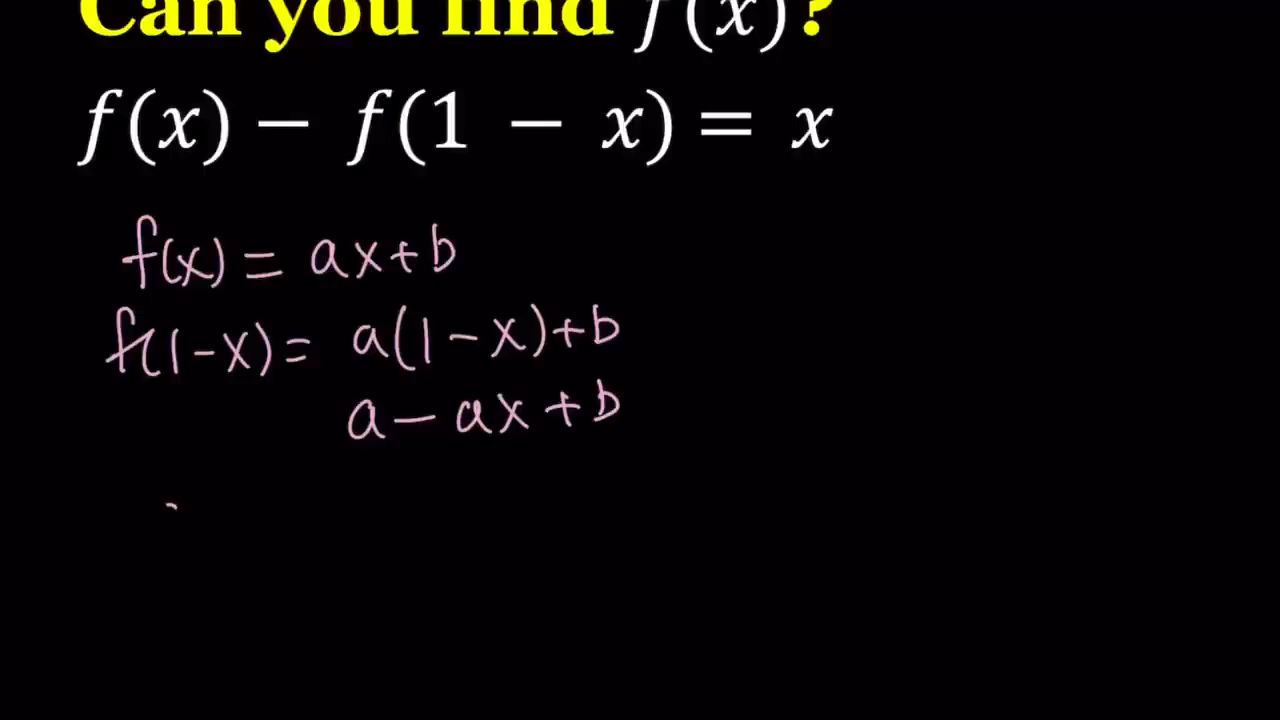 Can you find f(x)?
f(x) − f(1 − x) = x
f(x) = ax+b
f(1-x) = a(1-x)+b
a - ax + b